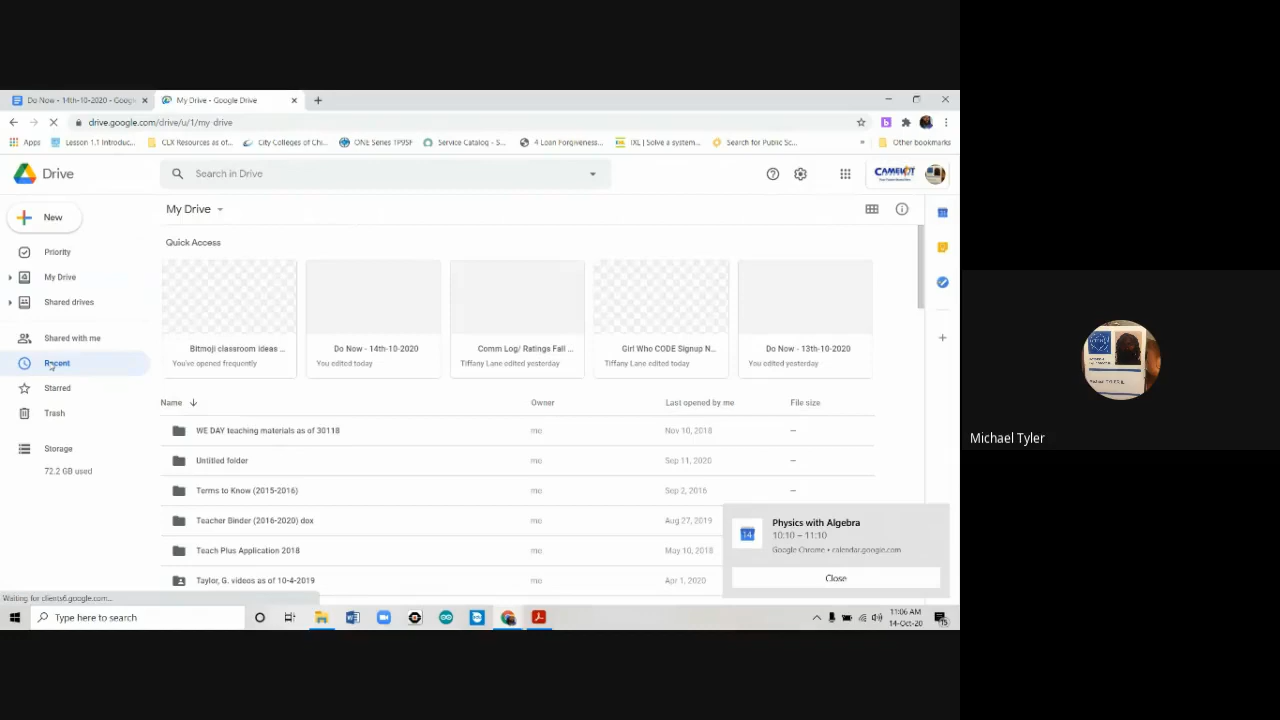 Do Now - 14th-10-2020 - Googl
My Drive - Google Drive
drive.google.com/drive/u/1/my-drive
Apps
Lesson 1.1 Introduc...
CLX Resources as of...
City Colleges of Chi...
ONE Series TP9SF
Service Catalog - S...
4 Loan Forgiveness...
IXL | Solve a system...
Search for Public Sc...
»
Other bookmarks
Drive
Search in Drive
CAMELOT
New
My Drive
Priority
My Drive
Shared drives
Shared with me
Recent
Starred
Trash
Storage
72.2 GB used
Quick Access
Bitmoji classroom ideas ...
You've opened frequently
Do Now - 14th-10-2020
You edited today
Comm Log/ Ratings Fall ...
Tiffany Lane edited yesterday
Girl Who CODE Signup N...
Tiffany Lane edited today
Do Now - 13th-10-2020
You edited yesterday
Name
Owner
Last opened by me
File size
WE DAY teaching materials as of 30118
me
Nov 10, 2018
–
Untitled folder
me
Sep 11, 2020
–
Terms to Know (2015-2016)
me
Sep 2, 2016
–
Teacher Binder (2016-2020) dox
me
Aug 27, 2019
Teach Plus Application 2018
me
May 10, 2018
Taylor, G. videos as of 10-4-2019
me
Apr 1, 2020
14
Physics with Algebra
10:10 – 11:10
Google Chrome • calendar.google.com
Close
Waiting for clients6.google.com...
Type here to search
11:06 AM
14-Oct-20
Michael Tyler